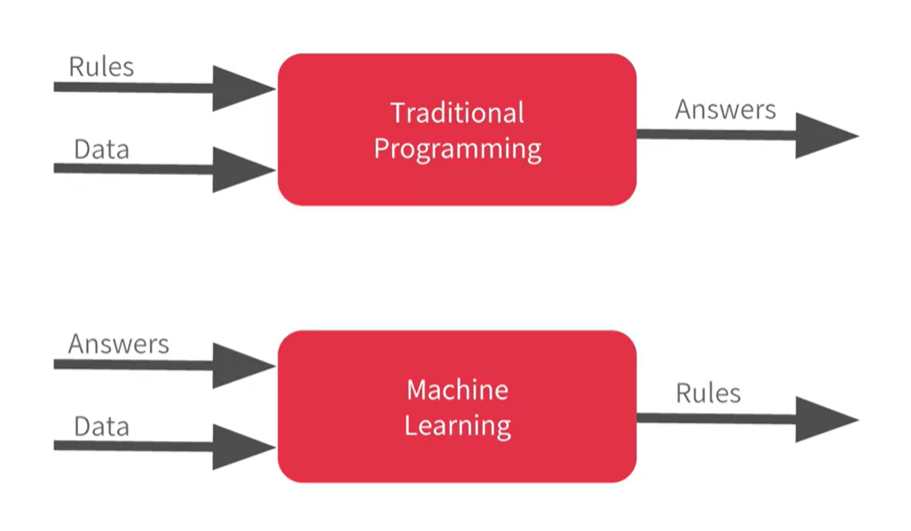 Rules
Data
Traditional
Programming
Answers
Answers
Data
Machine
Learning
Rules